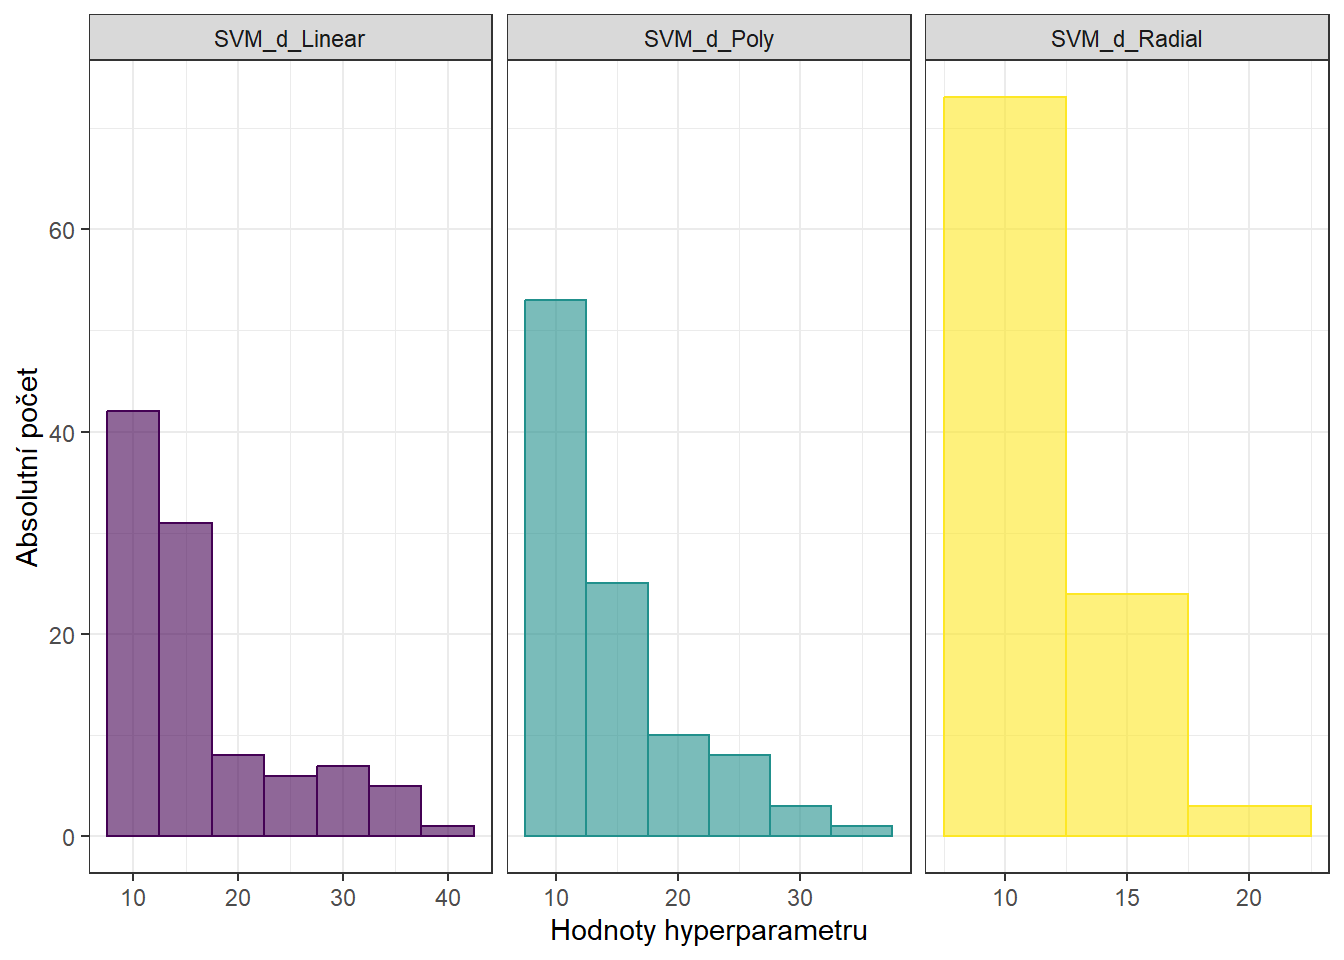 SVM_d_Linear SVM_d_Poly SVM_d_Radial
60
40
20
0
Absolutní počet
10 20 30 40 10 20 30 10 15 20
Hodnoty hyperparametru